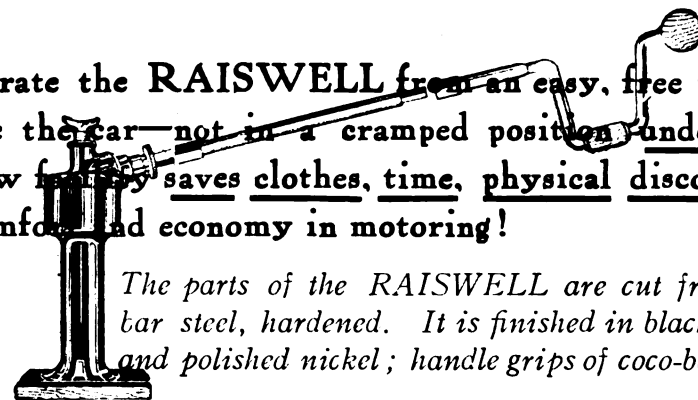 rate the RAISWELL from an easy, free
e the car—not in a cramped position unde
w saves clothes, time, physical disco
and economy in motoring!
The parts of the RAISWELL are cut fr
bar steel, hardened. It is finished in blac
and polished nickel; handle grips of coco-b